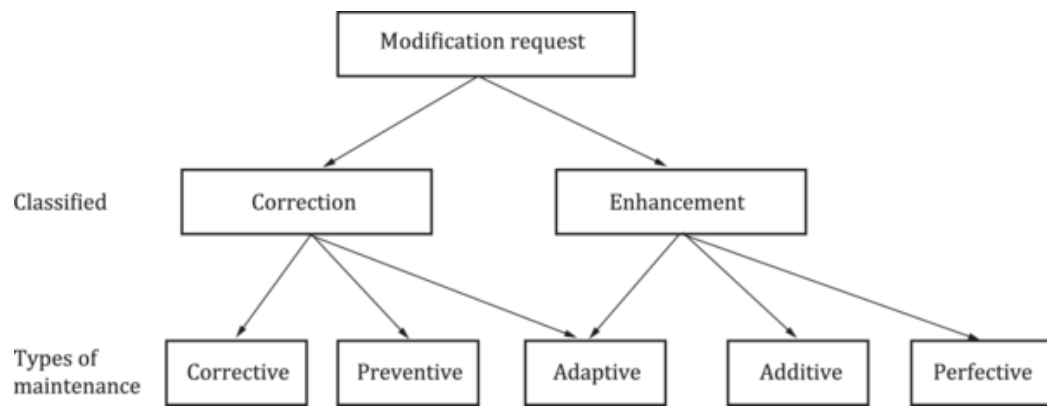 Modification request
Classified
Correction
Enhancement
Types of
maintenance
Corrective
Preventive
Adaptive
Additive
Perfective